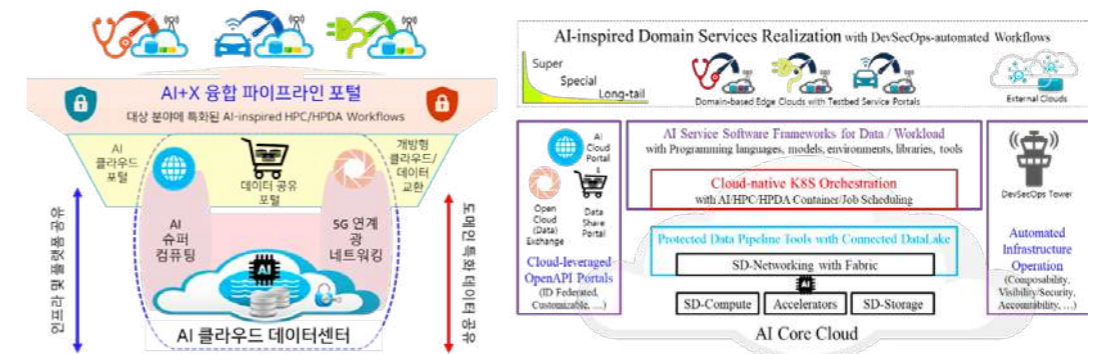 AI+X 융합 파이프라인 포털
대상 분야에 특화된 AI-inspired HPC/HPDA Workflows
AI
클라우드
포털
데이터 공유
포털
개방형
클라우드/
데이터
교환
AI
슈퍼
컴퓨팅
5G 연계
광
네트워킹
인프라 및 플랫폼 공유
도메인 특화 데이터 공유
AI
AI 클라우드 데이터센터
AI-inspired Domain Services Realization with DevSecOps-automated Workflows
Super
Special
Long-tail
Domain-based Edge Clouds with Testbed Service Portals
External Clouds
AI
Cloud
Portal
Open
Cloud
(Data)
Exchange
Data
Share
Portal
Cloud-leveraged
OpenAPI Portals
(ID Federated,
Customizable, ...)
AI Service Software Frameworks for Data / Workload
with Programming languages, models, environments, libraries, tools
Cloud-native K8S Orchestration
with AI/HPC/HPDA Container/Job Scheduling
Protected Data Pipeline Tools with Connected DataLake
SD-Networking with Fabric
AI
SD-Compute
Accelerators
SD-Storage
AI Core Cloud
DevSecOps Tower
Automated
Infrastructure
Operation
(Composability,
Visibility/Security,
Accountability, ...)